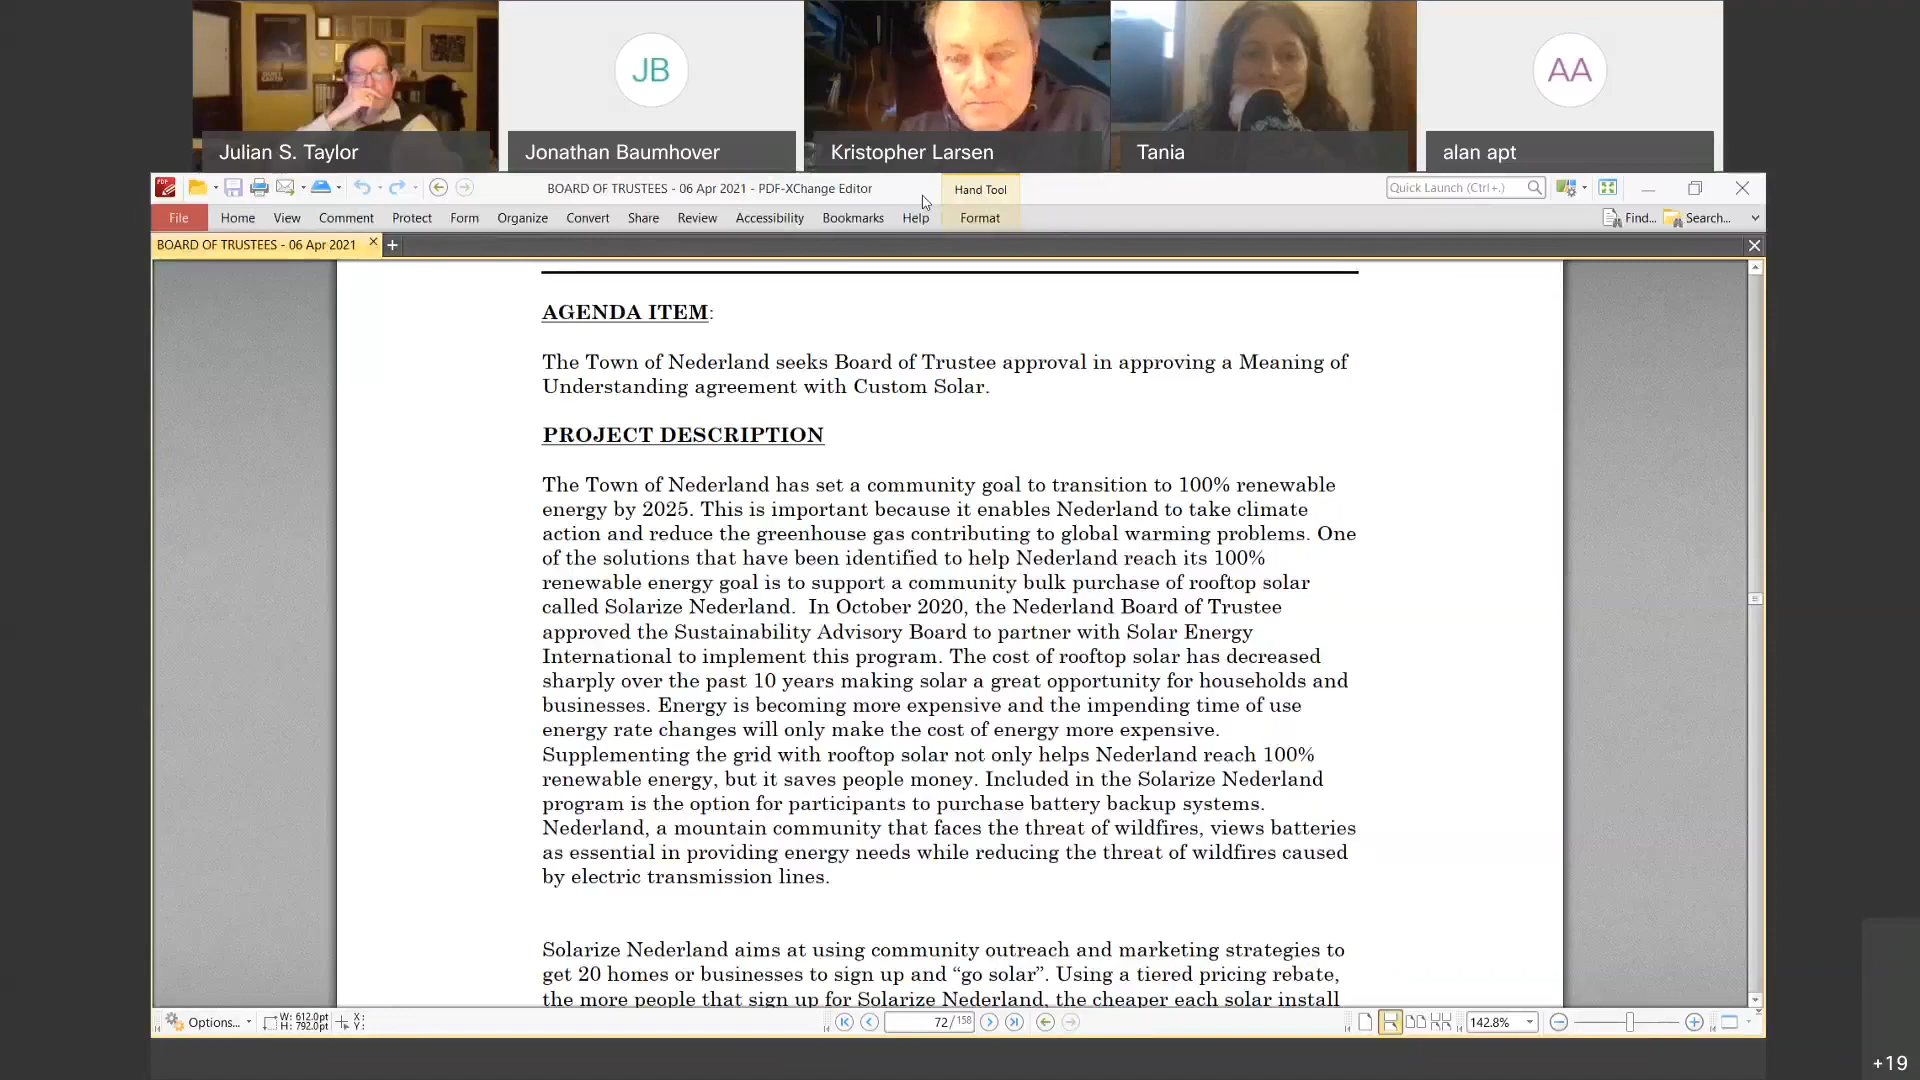 JB
AA
Julian S. Taylor
Jonathan Baumhover
Kristopher Larsen
Tania
alan apt
BOARD OF TRUSTEES - 06 Apr 2021 - PDF-XChange Editor
Hand Tool
Quick Launch (Ctrl+.)
File Home View Comment Protect Form Organize Convert Share Review Accessibility Bookmarks Help Format Find... Search...
BOARD OF TRUSTEES - 06 Apr 2021
AGENDA ITEM:
The Town of Nederland seeks Board of Trustee approval in approving a Meaning of
Understanding agreement with Custom Solar.
PROJECT DESCRIPTION
The Town of Nederland has set a community goal to transition to 100% renewable
energy by 2025. This is important because it enables Nederland to take climate
action and reduce the greenhouse gas contributing to global warming problems. One
of the solutions that have been identified to help Nederland reach its 100%
renewable energy goal is to support a community bulk purchase of rooftop solar
called Solarize Nederland.  In October 2020, the Nederland Board of Trustee
approved the Sustainability Advisory Board to partner with Solar Energy
International to implement this program. The cost of rooftop solar has decreased
sharply over the past 10 years making solar a great opportunity for households and
businesses. Energy is becoming more expensive and the impending time of use
energy rate changes will only make the cost of energy more expensive.
Supplementing the grid with rooftop solar not only helps Nederland reach 100%
renewable energy, but it saves people money. Included in the Solarize Nederland
program is the option for participants to purchase battery backup systems.
Nederland, a mountain community that faces the threat of wildfires, views batteries
as essential in providing energy needs while reducing the threat of wildfires caused
by electric transmission lines.
Solarize Nederland aims at using community outreach and marketing strategies to
get 20 homes or businesses to sign up and “go solar”. Using a tiered pricing rebate,
the more people that sign up for Solarize Nederland, the cheaper each solar install
Options...
W: 612.0pt
H: 792.0pt
X:
Y:
72 / 158
142.8%
+19